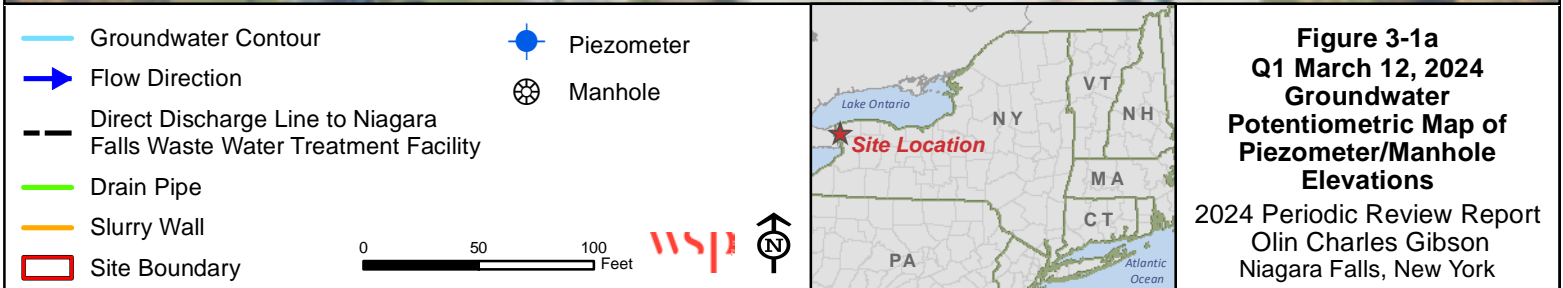 Groundwater Contour
Flow Direction
Direct Discharge Line to Niagara
Falls Waste Water Treatment Facility
Drain Pipe
Slurry Wall
Site Boundary
Piezometer
Manhole
0 50 100
Feet
wsp
N
Lake Ontario
Site Location
NY
VT
NH
MA
CT
PA
Atlantic
Ocean
Figure 3-1a
Q1 March 12, 2024
Groundwater
Potentiometric Map of
Piezometer/Manhole
Elevations
2024 Periodic Review Report
Olin Charles Gibson
Niagara Falls, New York